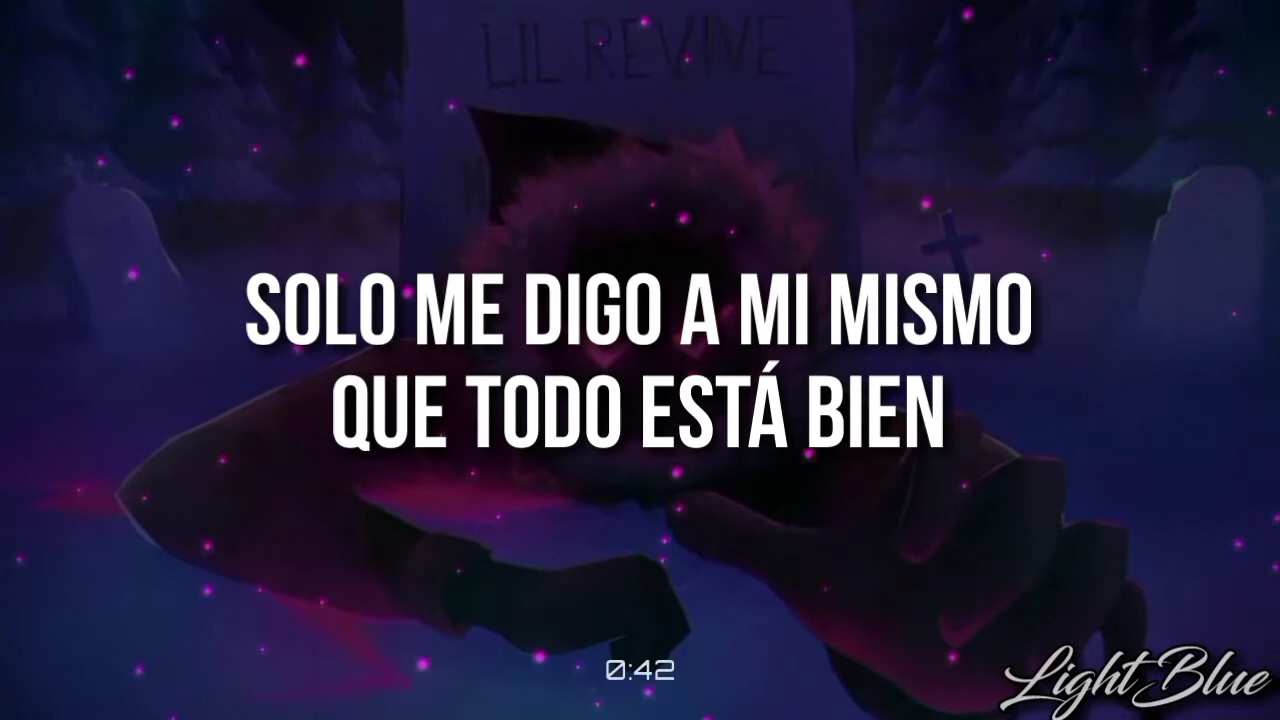 LIL REVIVE
SOLO ME DIGO A MI MISMO
QUE TODO ESTÁ BIEN
0:42
Light Blue